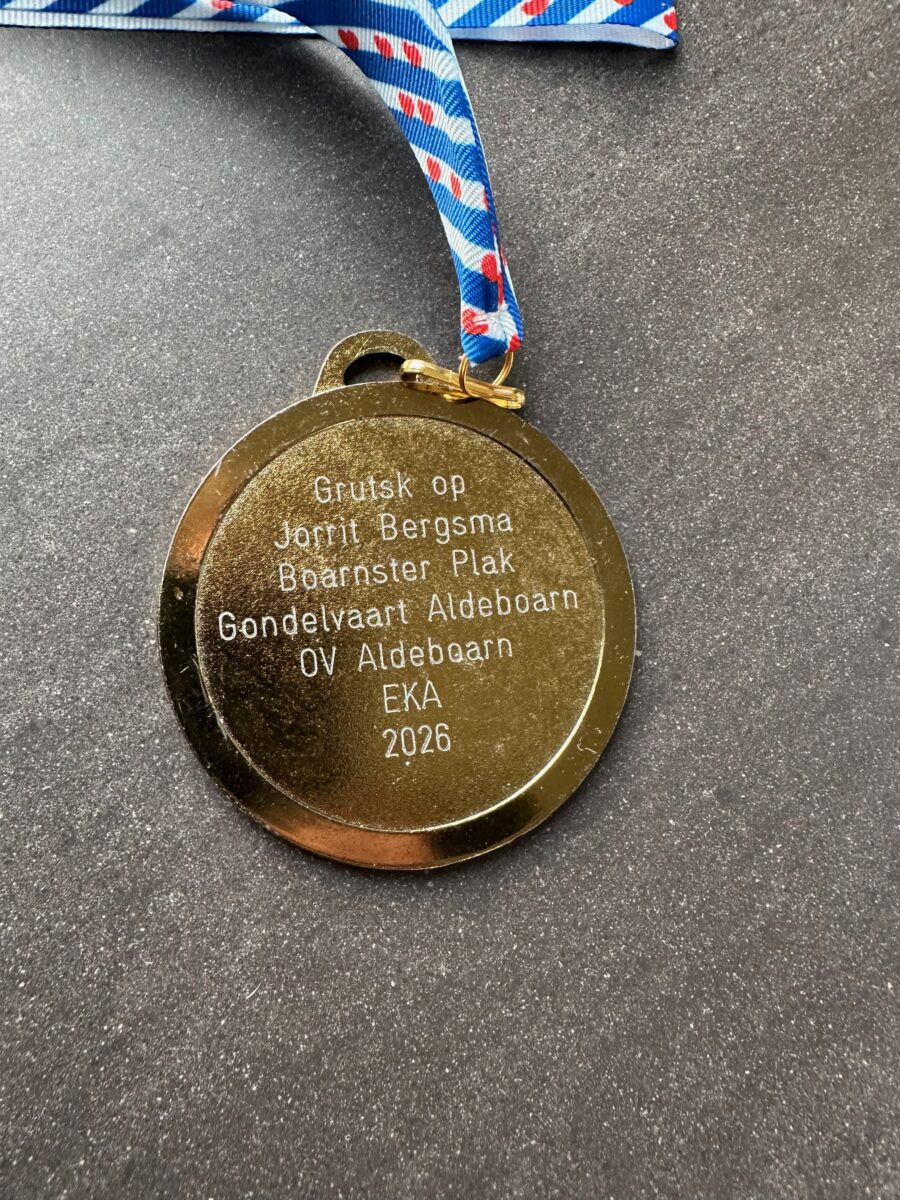 Grutsk op
Jorrit Bergsma
Boarnster Plak
Gondelvaart Aldeboarn
OV Aldeboarn
EKA
2026